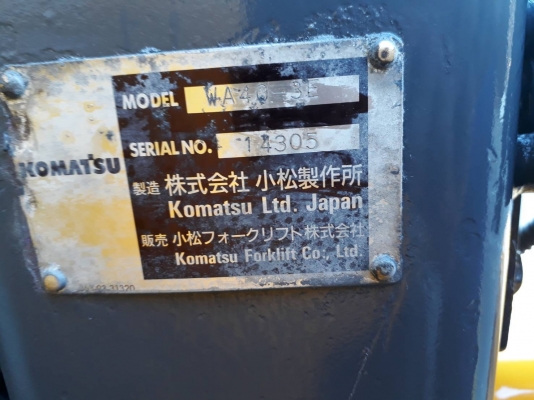 KOMATSU
MODEL WA40-3E
SERIAL NO. 14305
製造 株式会社 小松製作所
Komatsu Ltd. Japan
販売 小松フォークリフト株式会社
Komatsu Forklift Co., Ltd.